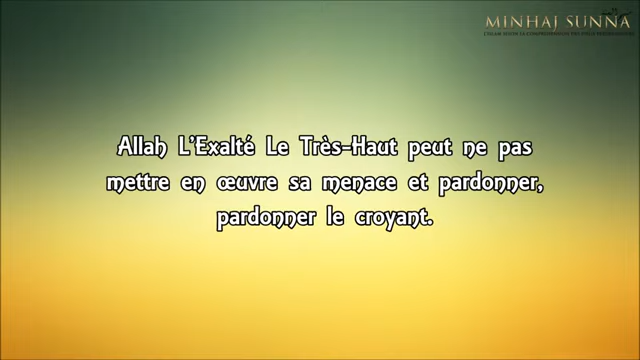 MINHAJ SUNNA
Allah L'Exalté Le Très-Haut peut ne pas
mettre en œuvre sa menace et pardonner,
pardonner le croyant.